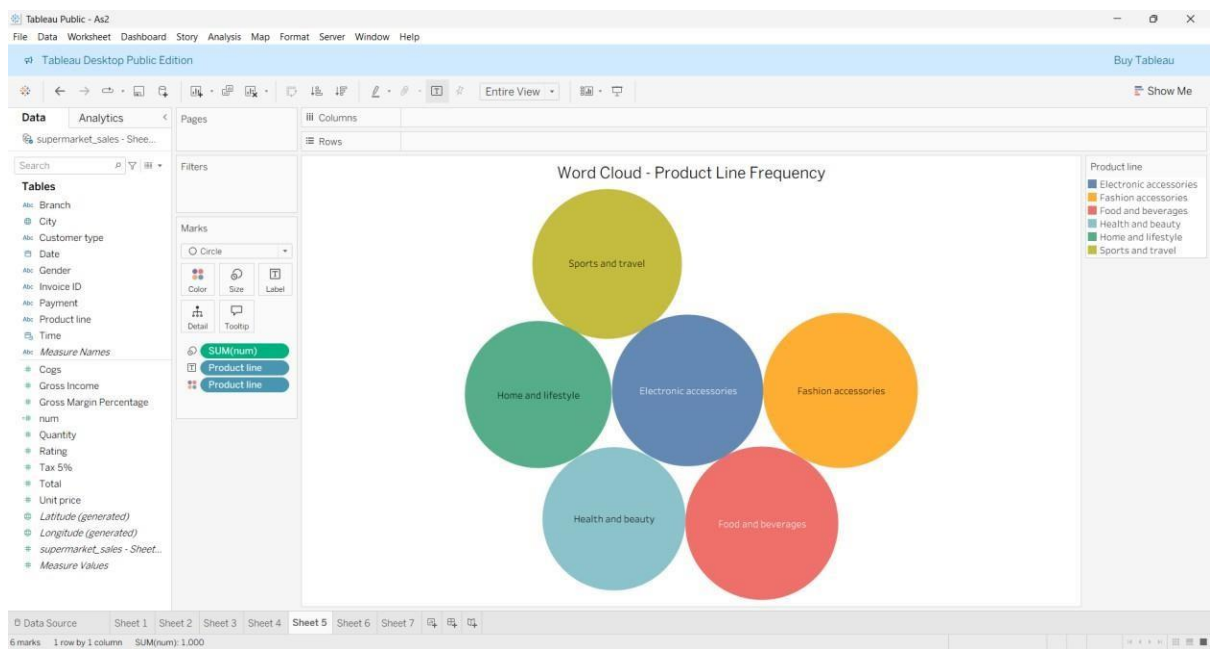 Tableau Public - As2
File Data Worksheet Dashboard Story Analysis Map Format Server Window Help
Tableau Desktop Public Edition
Buy Tableau
Entire View
Show Me
Data Analytics
supermarket_sales - Shee...
Search
Tables
Abc Branch
City
Abc Customer type
Date
Abc Gender
Abc Invoice ID
Abc Payment
Abc Product line
Time
Abc Measure Names
# Cogs
# Gross Income
# Gross Margin Percentage
=# num
# Quantity
# Rating
# Tax 5%
# Total
# Unit price
Latitude (generated)
Longitude (generated)
# supermarket_sales - Sheet...
# Measure Values
Pages
Filters
Marks
Circle
Color Size Label
Detail Tooltip
SUM(num)
Product line
Product line
Columns
Rows
Word Cloud - Product Line Frequency
Sports and travel
Home and lifestyle
Electronic accessories
Fashion accessories
Health and beauty
Food and beverages
Product line
Electronic accessories
Fashion accessories
Food and beverages
Health and beauty
Home and lifestyle
Sports and travel
Data Source Sheet 1 Sheet 2 Sheet 3 Sheet 4 Sheet 5 Sheet 6 Sheet 7
6 marks 1 row by 1 column SUM(num): 1.000